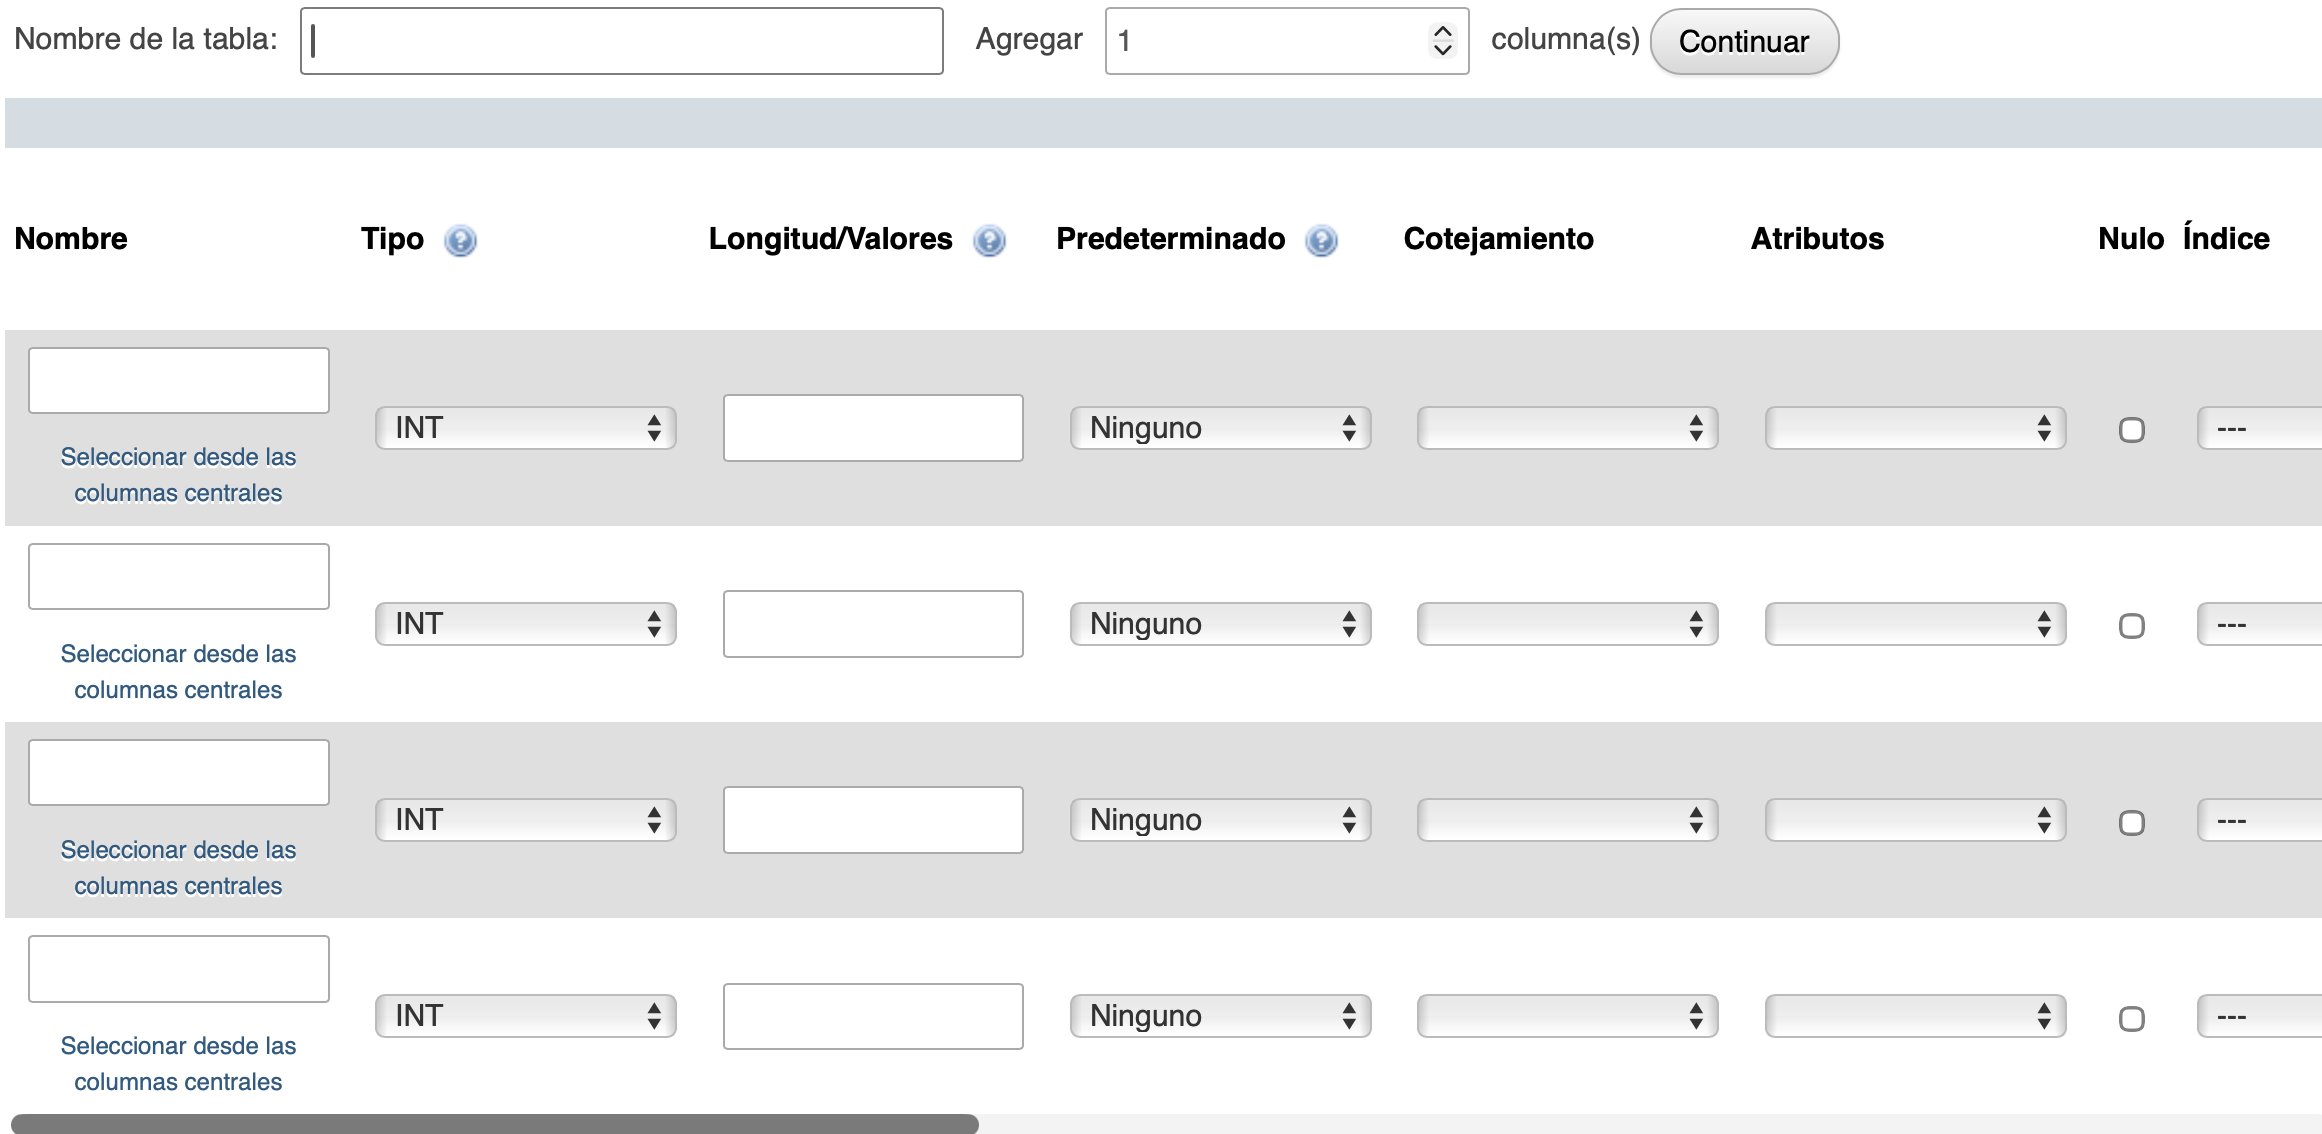 Nombre de la tabla: Agregar 1 columna(s) Continuar
Nombre Tipo Longitud/Valores Predeterminado Cotejamiento Atributos Nulo Índice
INT Ninguno ---
Seleccionar desde las
columnas centrales
INT Ninguno ---
Seleccionar desde las
columnas centrales
INT Ninguno ---
Seleccionar desde las
columnas centrales
INT Ninguno ---
Seleccionar desde las
columnas centrales